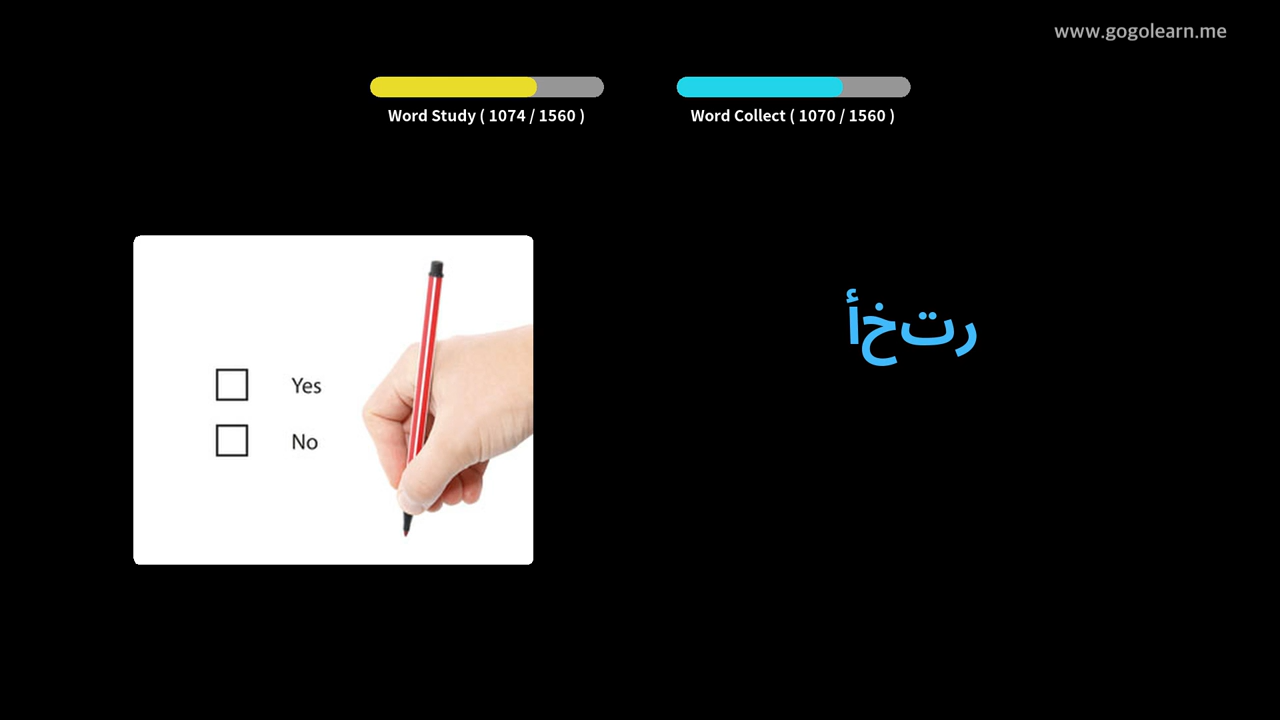 www.gogolearn.me
Word Study ( 1074 / 1560 )
Word Collect ( 1070 / 1560 )
رتخأ
Yes
No